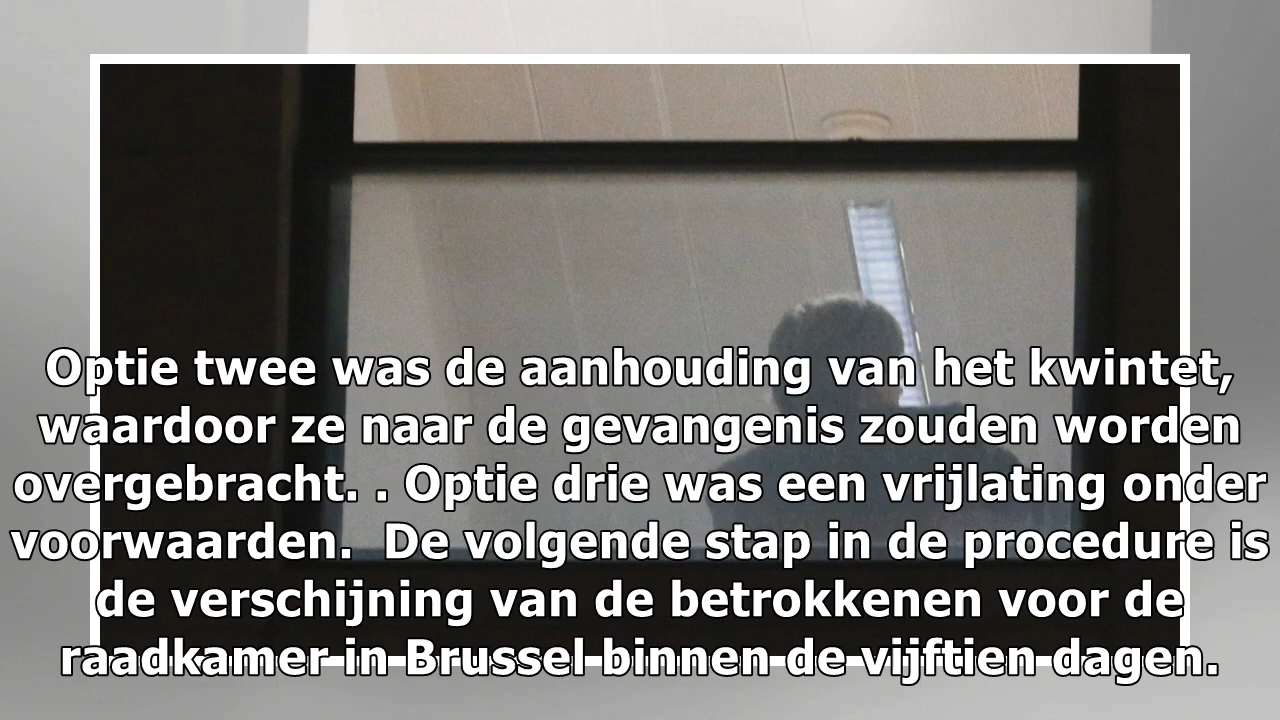 Optie twee was de aanhouding van het kwintet,
waardoor ze naar de gevangenis zouden worden
overgebracht. . Optie drie was een vrijlating onder
voorwaarden.  De volgende stap in de procedure is
de verschijning van de betrokkenen voor de
raadkamer in Brussel binnen de vijftien dagen.